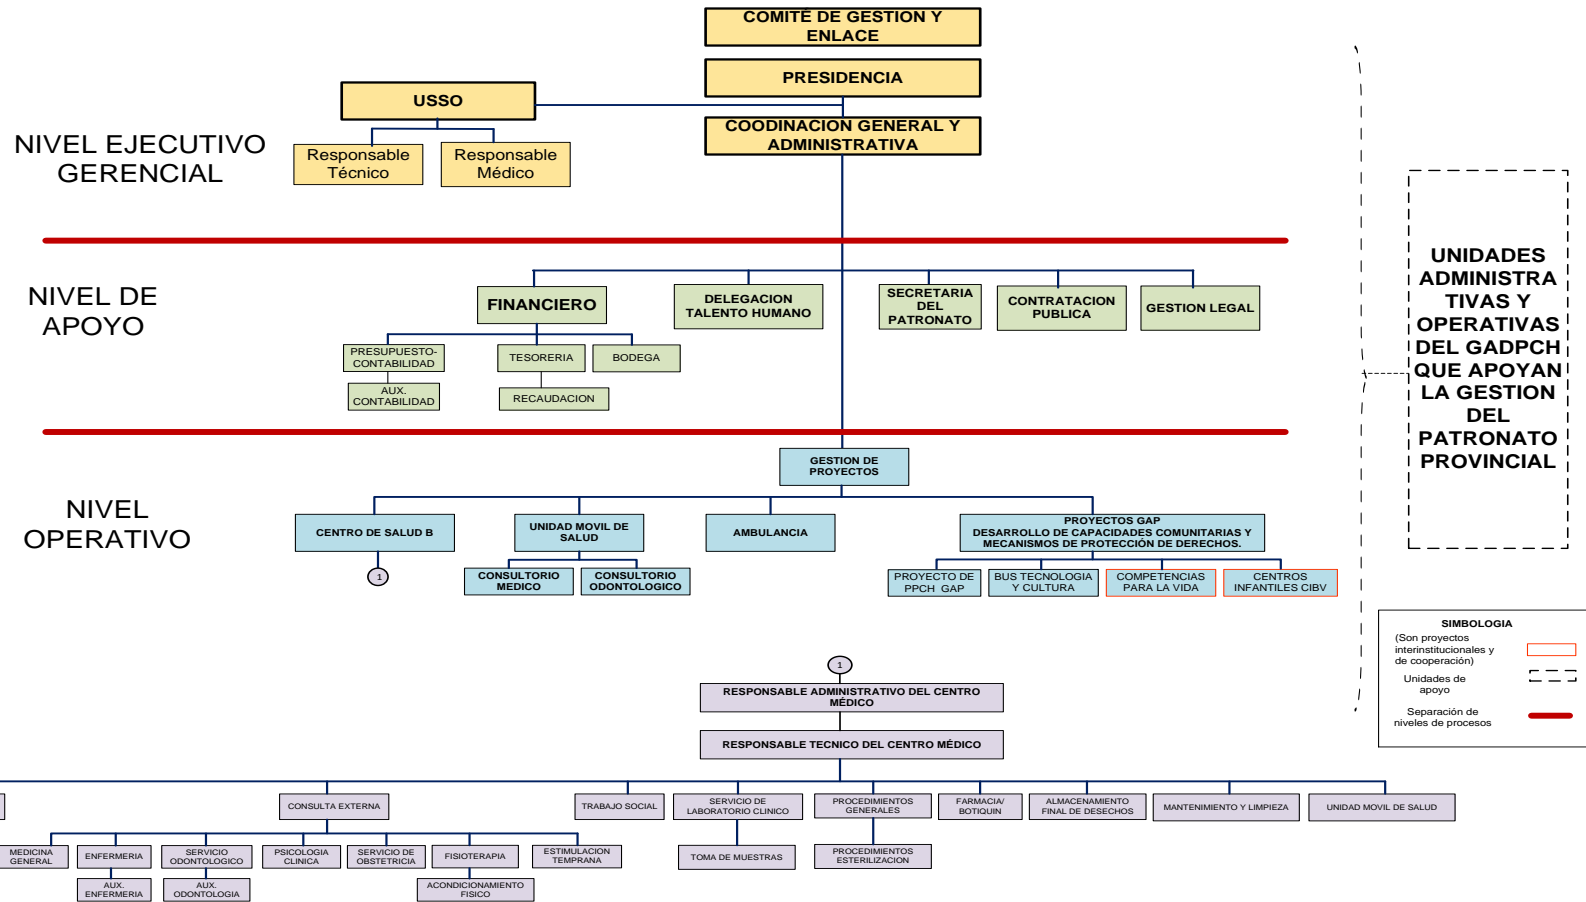 COMITÉ DE GESTION Y
ENLACE
PRESIDENCIA
USSO
COODINACION GENERAL Y
ADMINISTRATIVA
NIVEL EJECUTIVO
GERENCIAL
Responsable
Técnico
Responsable
Médico
UNIDADES
ADMINISTRA
TIVAS Y
OPERATIVAS
DEL GADPCH
QUE APOYAN
LA GESTION
DEL
PATRONATO
PROVINCIAL
NIVEL DE
APOYO
FINANCIERO
DELEGACION
TALENTO HUMANO
SECRETARIA
DEL
PATRONATO
CONTRATACION
PUBLICA
GESTION LEGAL
PRESUPUESTO-
CONTABILIDAD
TESORERIA
BODEGA
AUX.
CONTABILIDAD
RECAUDACION
NIVEL
OPERATIVO
GESTION DE
PROYECTOS
CENTRO DE SALUD B
UNIDAD MOVIL DE
SALUD
AMBULANCIA
PROYECTOS GAP
DESARROLLO DE CAPACIDADES COMUNITARIAS Y
MECANISMOS DE PROTECCIÓN DE DERECHOS.
1
CONSULTORIO
MEDICO
CONSULTORIO
ODONTOLOGICO
PROYECTO DE
PPCH GAP
BUS TECNOLOGIA
Y CULTURA
COMPETENCIAS
PARA LA VIDA
CENTROS
INFANTILES CIBV
SIMBOLOGIA
(Son proyectos
interinstitucionales y
de cooperación)
Unidades de
apoyo
Separación de
niveles de procesos
1
RESPONSABLE ADMINISTRATIVO DEL CENTRO
MÉDICO
RESPONSABLE TECNICO DEL CENTRO MÉDICO
CONSULTA EXTERNA
TRABAJO SOCIAL
SERVICIO DE
LABORATORIO CLINICO
PROCEDIMIENTOS
GENERALES
FARMACIA/
BOTIQUIN
ALMACENAMIENTO
FINAL DE DESECHOS
MANTENIMIENTO Y LIMPIEZA
UNIDAD MOVIL DE SALUD
MEDICINA
GENERAL
ENFERMERIA
SERVICIO
ODONTOLOGICO
PSICOLOGIA
CLINICA
SERVICIO DE
OBSTETRICIA
FISIOTERAPIA
ESTIMULACION
TEMPRANA
TOMA DE MUESTRAS
PROCEDIMIENTOS
ESTERILIZACION
AUX.
ENFERMERIA
AUX.
ODONTOLOGIA
ACONDICIONAMIENTO
FISICO